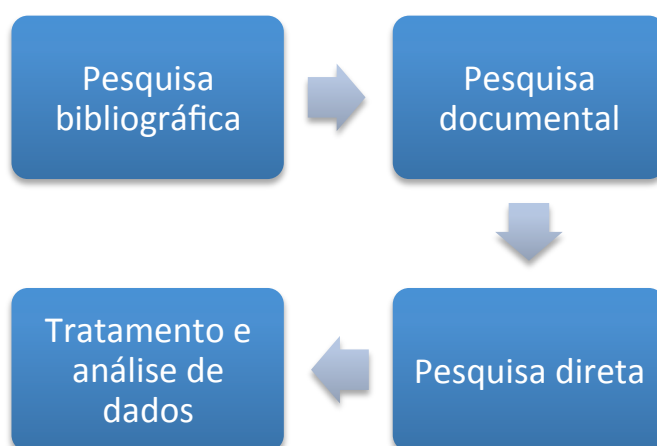 Pesquisa
bibliográfica
Pesquisa
documental
Pesquisa direta
Tratamento e
análise de
dados